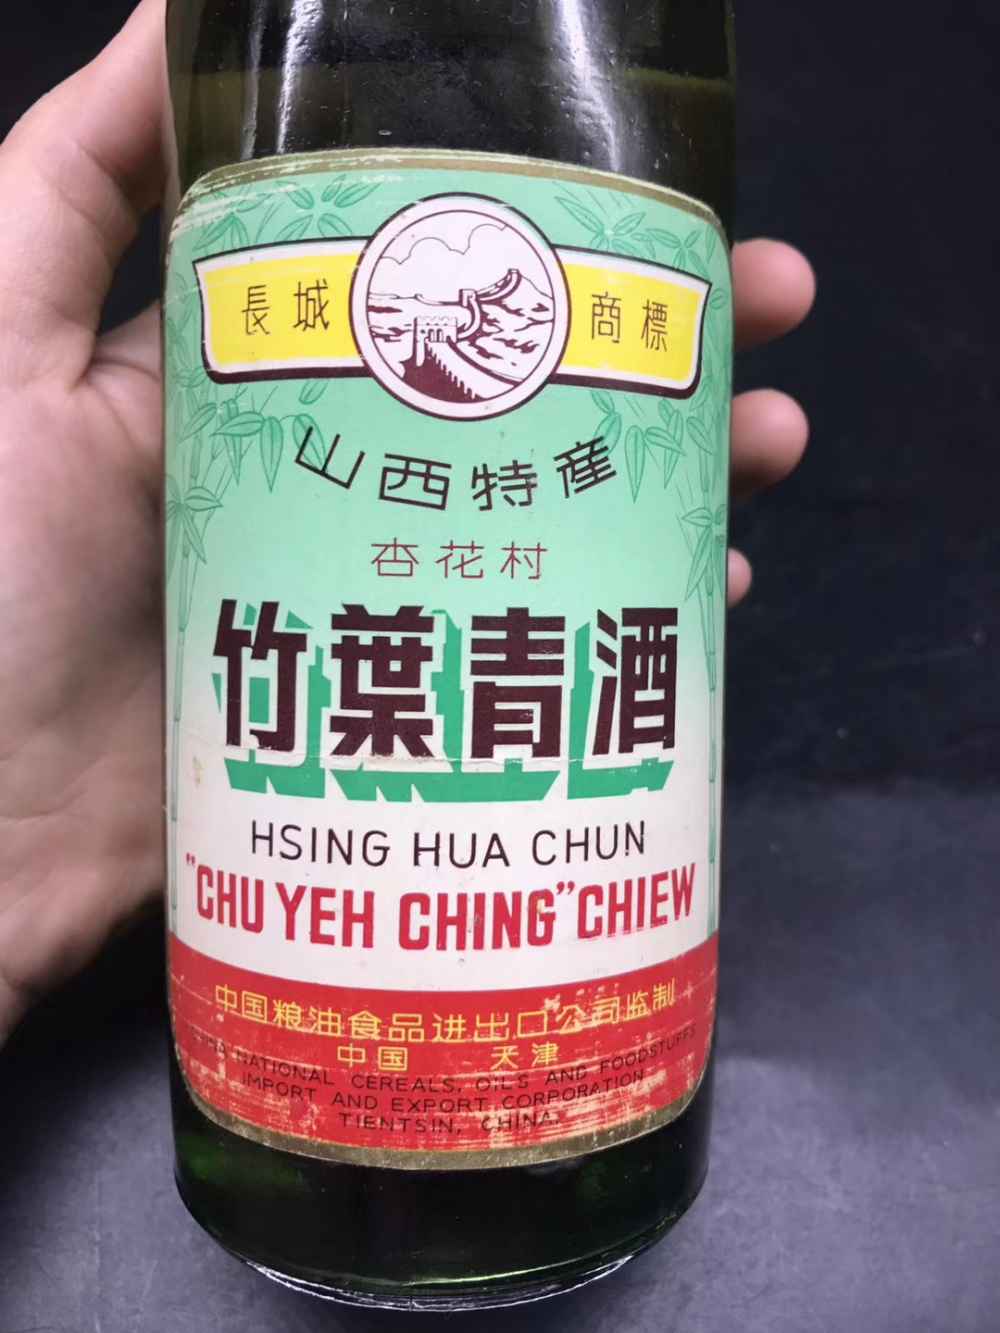 長城 商標
山西特産
杏花村
竹葉青酒
HSING HUA CHUN
"CHU YEH CHING" CHIEW
中国粮油食品进出口公司监制
中国 天津
NATIONAL CEREALS, OILS AND FOODSTUFFS
IMPORT AND EXPORT CORPORATION
TIENTSIN, CHINA.